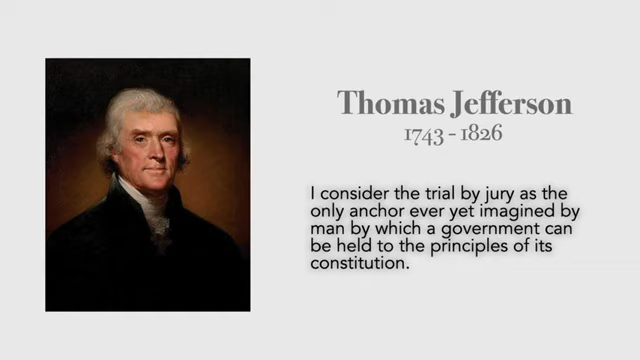 Thomas Jefferson
1743 - 1826
I consider the trial by jury as the
only anchor ever yet imagined by
man by which a government can
be held to the principles of its
constitution.